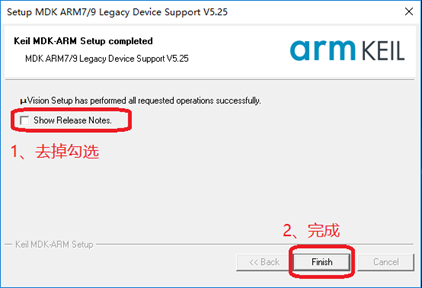 Setup MDK ARM7/9 Legacy Device Support V5.25
Keil MDK-ARM Setup completed
MDK ARM7/9 Legacy Device Support V5.25
arm KEIL
µVision Setup has performed all requested operations successfully.
Show Release Notes.
1、去掉勾选
2、完成
Keil MDK-ARM Setup
<< Back
Finish
Cancel